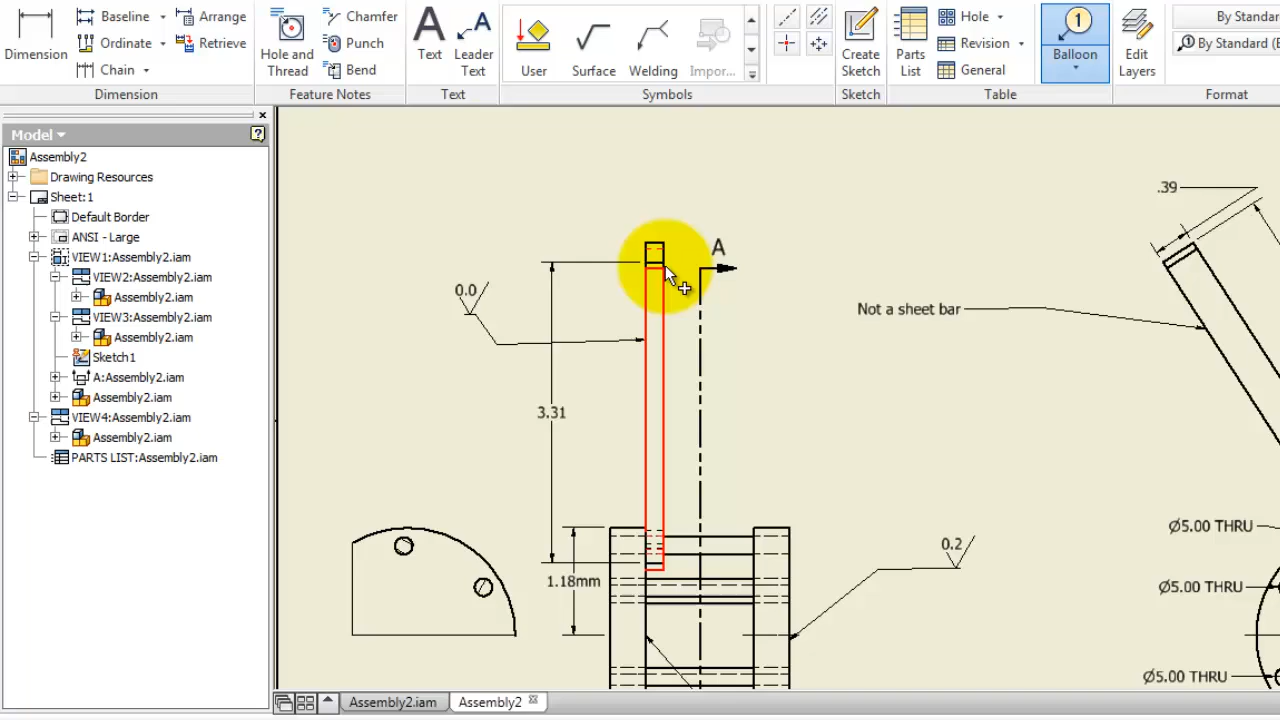 Baseline
Arrange
By Standar
Ordinate
Retrieve
By Standard (E
Dimension
Chain
Hole and
Thread
Chamfer
Punch
Bend
Text
Leader
Text
User
Surface
Welding
Impor...
Create
Sketch
Parts
List
Hole
Revision
General
1
Balloon
Edit
Layers
Dimension
Feature Notes
Text
Symbols
Sketch
Table
Format
Model
Assembly2
Drawing Resources
Sheet:1
Default Border
ANSI - Large
VIEW1:Assembly2.iam
VIEW2:Assembly2.iam
Assembly2.iam
VIEW3:Assembly2.iam
Assembly2.iam
Sketch1
A:Assembly2.iam
Assembly2.iam
VIEW4:Assembly2.iam
Assembly2.iam
PARTS LIST:Assembly2.iam
.39
A
0.0
Not a sheet bar
3.31
Ø5.00 THRU
0.2
1.18mm
Ø5.00 THRU
Ø5.00 THRU
Assembly2.iam
Assembly2